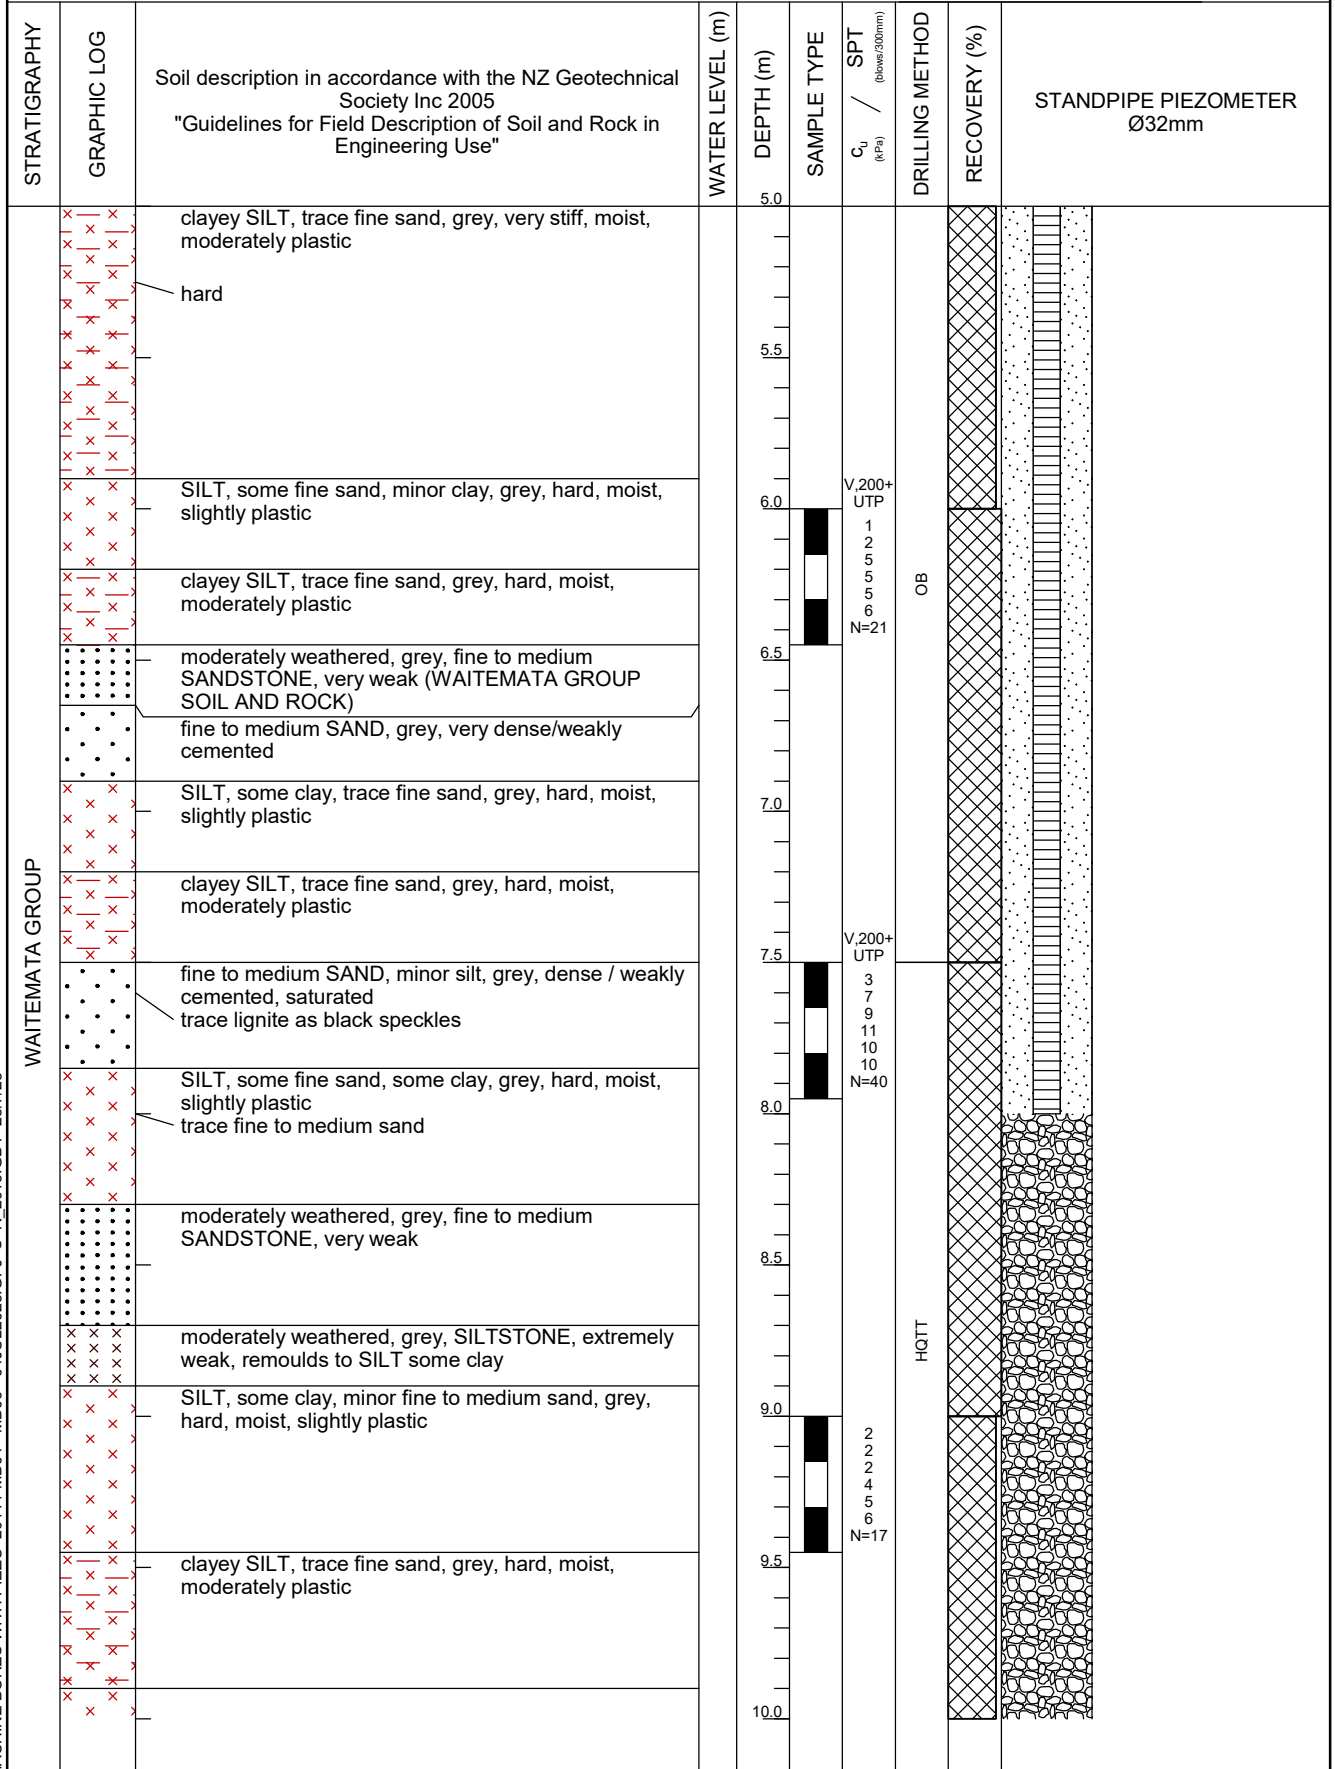 STRATIGRAPHY
GRAPHIC LOG
Soil description in accordance with the NZ Geotechnical
Society Inc 2005
"Guidelines for Field Description of Soil and Rock in
Engineering Use"
WATER LEVEL (m)
DEPTH (m)
SAMPLE TYPE
cu (kPa) / SPT (blows/300mm)
DRILLING METHOD
RECOVERY (%)
STANDPIPE PIEZOMETER
Ø32mm
5.0
clayey SILT, trace fine sand, grey, very stiff, moist,
moderately plastic
hard
5.5
SILT, some fine sand, minor clay, grey, hard, moist,
slightly plastic
V,200+
UTP
6.0
1
2
5
5
5
6
N=21
OB
clayey SILT, trace fine sand, grey, hard, moist,
moderately plastic
6.5
moderately weathered, grey, fine to medium
SANDSTONE, very weak (WAITEMATA GROUP
SOIL AND ROCK)
fine to medium SAND, grey, very dense/weakly
cemented
SILT, some clay, trace fine sand, grey, hard, moist,
slightly plastic
7.0
WAITEMATA GROUP
clayey SILT, trace fine sand, grey, hard, moist,
moderately plastic
V,200+
UTP
7.5
fine to medium SAND, minor silt, grey, dense / weakly
cemented, saturated
trace lignite as black speckles
3
7
9
11
10
10
N=40
SILT, some fine sand, some clay, grey, hard, moist,
slightly plastic
trace fine to medium sand
8.0
moderately weathered, grey, fine to medium
SANDSTONE, very weak
8.5
HQTT
moderately weathered, grey, SILTSTONE, extremely
weak, remoulds to SILT some clay
SILT, some clay, minor fine to medium sand, grey,
hard, moist, slightly plastic
9.0
2
2
2
4
5
6
N=17
9.5
clayey SILT, trace fine sand, grey, hard, moist,
moderately plastic
10.0